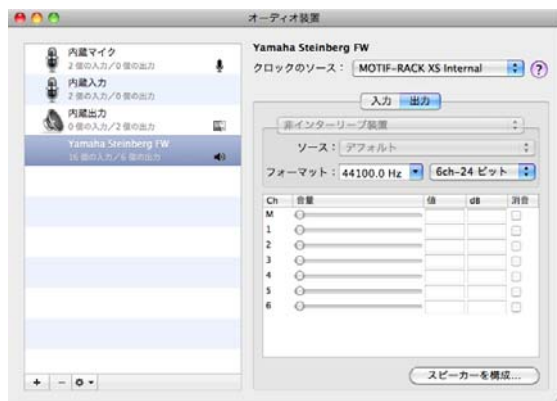 オーディオ装置
内蔵マイク
2 個の入力／0 個の出力
内蔵入力
2 個の入力／0 個の出力
内蔵出力
0 個の入力／2 個の出力
Yamaha Steinberg FW
16 個の入力／6 個の出力
Yamaha Steinberg FW
クロックのソース： MOTIF-RACK XS Internal ?
入力 出力
非インターリーブ装置
ソース： デフォルト
フォーマット： 44100.0 Hz 6ch-24 ビット
Ch 音量 値 dB 消音
M
1
2
3
4
5
6
スピーカーを構成...